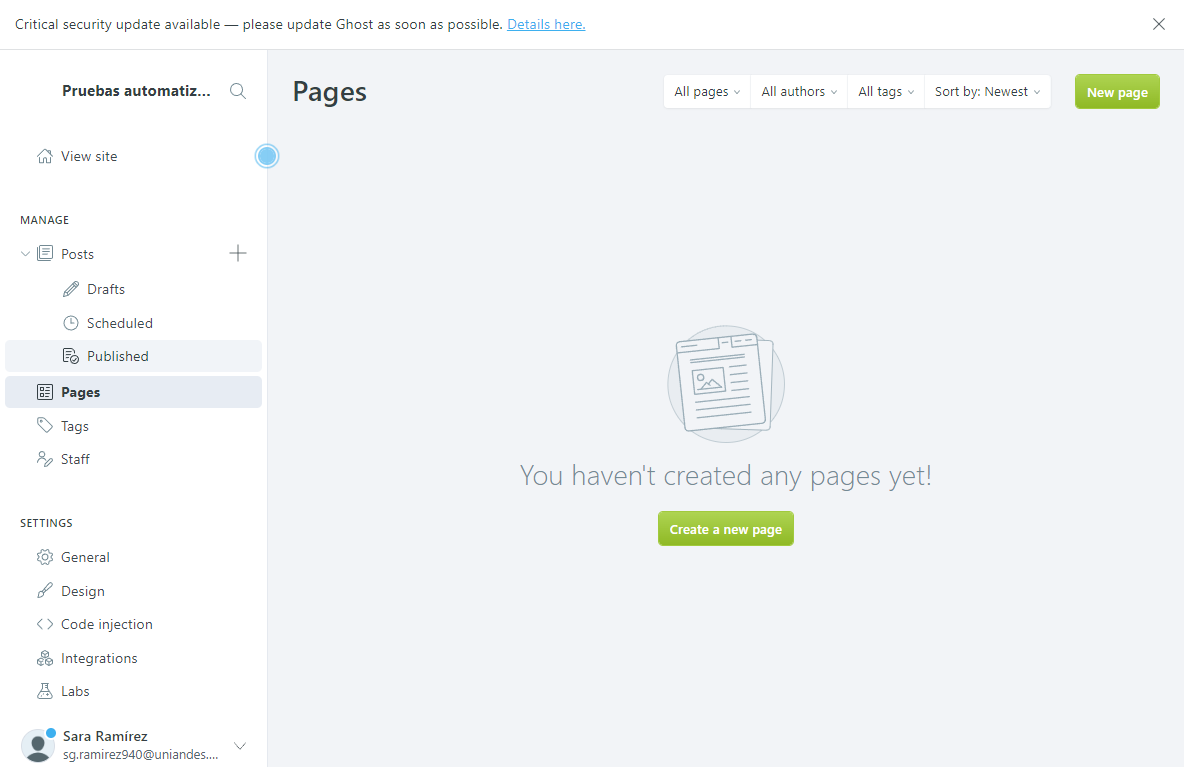 Critical security update available — please update Ghost as soon as possible. Details here.
Pruebas automatiz...
View site
MANAGE
Posts
Drafts
Scheduled
Published
Pages
Tags
Staff
SETTINGS
General
Design
Code injection
Integrations
Labs
Sara Ramírez
sg.ramirez940@uniandes....
Pages
All pages
All authors
All tags
Sort by: Newest
New page
You haven't created any pages yet!
Create a new page